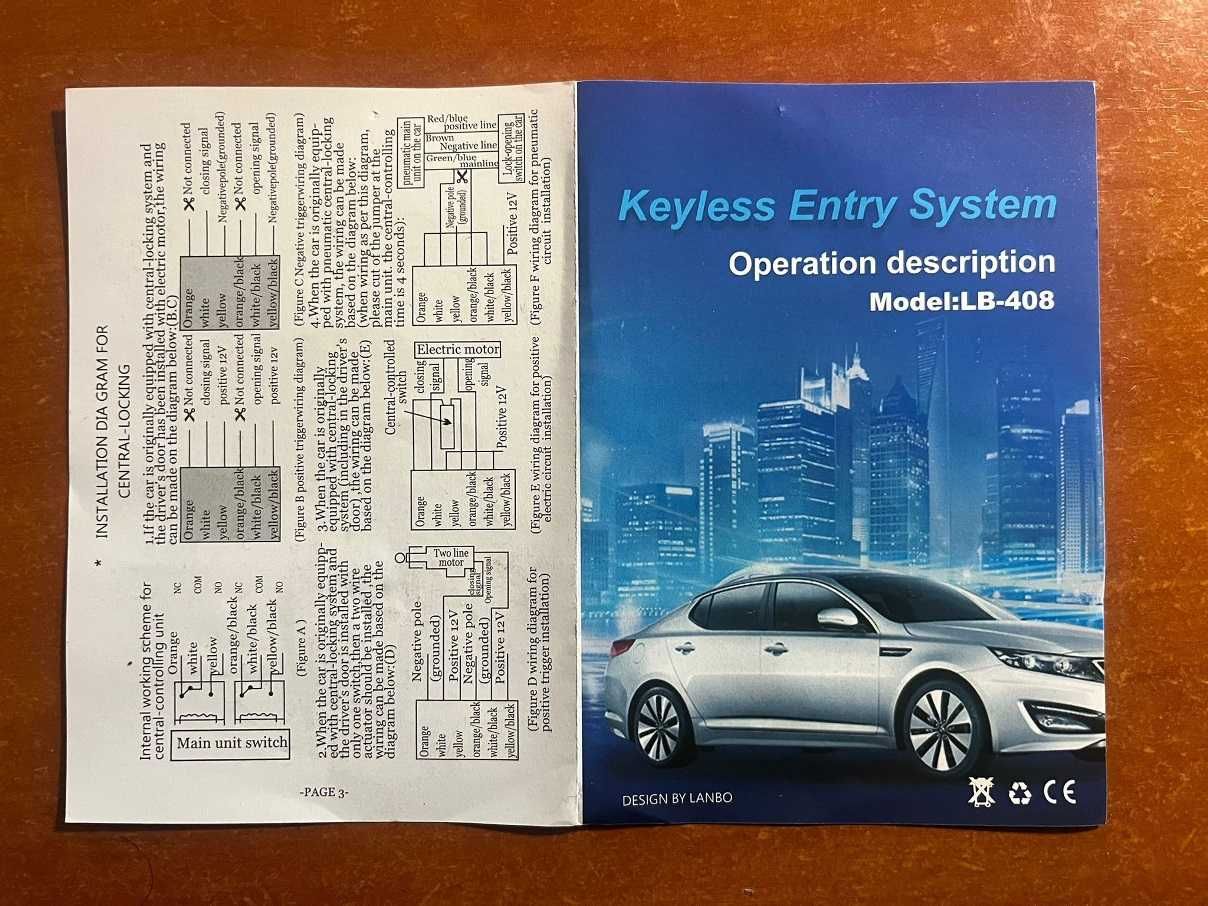 * INSTALLATION DIA GRAM FOR
CENTRAL-LOCKING
Internal working scheme for
central-controlling unit
Orange
white
yellow
orange/black
white/black
yellow/black
NC
COM
NO
NC
COM
NO
Main unit switch
(Figure A )
1.If the car is originally equipped with central-locking system and
the driver's door has been installed with electric motor,the wiring
can be made on the diagram below:(B.C)
Orange
white
yellow
orange/black
white/black
yellow/black
Not connected
closing signal
positive 12V
Not connected
opening signal
positive 12v
(Figure B positive triggerwiring diagram)
Orange
white
yellow
orange/black
white/black
yellow/black
Not connected
closing signal
Negativepole(grounded)
Not connected
opening signal
Negativepole(grounded)
(Figure C Negative triggerwiring diagram)
2.When the car is originally equipp-
ed with central-locking system,and
the driver's door is installed with
only one switch,then a two wire
actuator should be installed ,the
wiring can be made based on the
diagram below:(D)
Orange
white
yellow
orange/black
white/black
yellow/black
Negative pole
(grounded)
Positive 12V
Negative pole
(grounded)
Positive 12V
Two line
motor
closing
signal
Opening signal
(Figure D wiring diagram for
positive trigger installation)
3.When the car is originally
equipped with central-locking
system (including in the driver's
door) ,the wiring can be made
based on the diagram below:(E)
Central-controlled
switch
Orange
white
yellow
orange/black
white/black
yellow/black
closing
signal
Electric motor
opening
signal
Positive 12V
(Figure E wiring diagram for positive
electric circuit installation)
4.When the car is originally equip-
ped with pneumatic central-locking
system, the wiring can be made
based on the diagram below:
(when wiring as per this diagram,
please cut of the jumper at the
main unit. the central-controlling
time is 4 seconds):
pneumatic main
unit on the car
Red/blue
positive line
Brown
Negative line
Green/blue
mainline
Lock-opening
switch on the car
Orange
white
yellow
orange/black
white/black
yellow/black
Negative pole
(grounded)
Positive 12V
(Figure F wiring diagram for pneumatic
circuit installation)
-PAGE 3-
Keyless Entry System
Operation description
Model:LB-408
DESIGN BY LANBO
CE